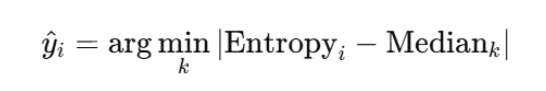 ŷᵢ = arg minₖ |Entropyᵢ − Medianₖ|